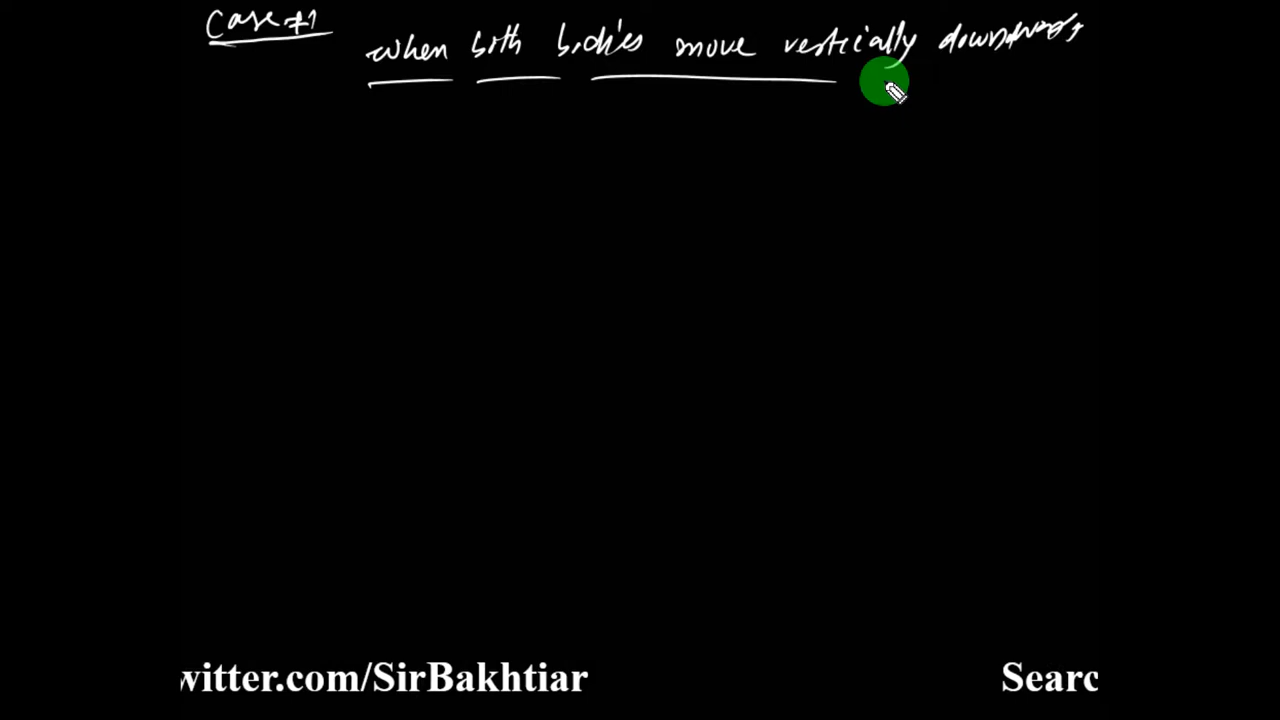 Case #1
when both bodies move vertically downwards
witter.com/SirBakhtiar
Searc